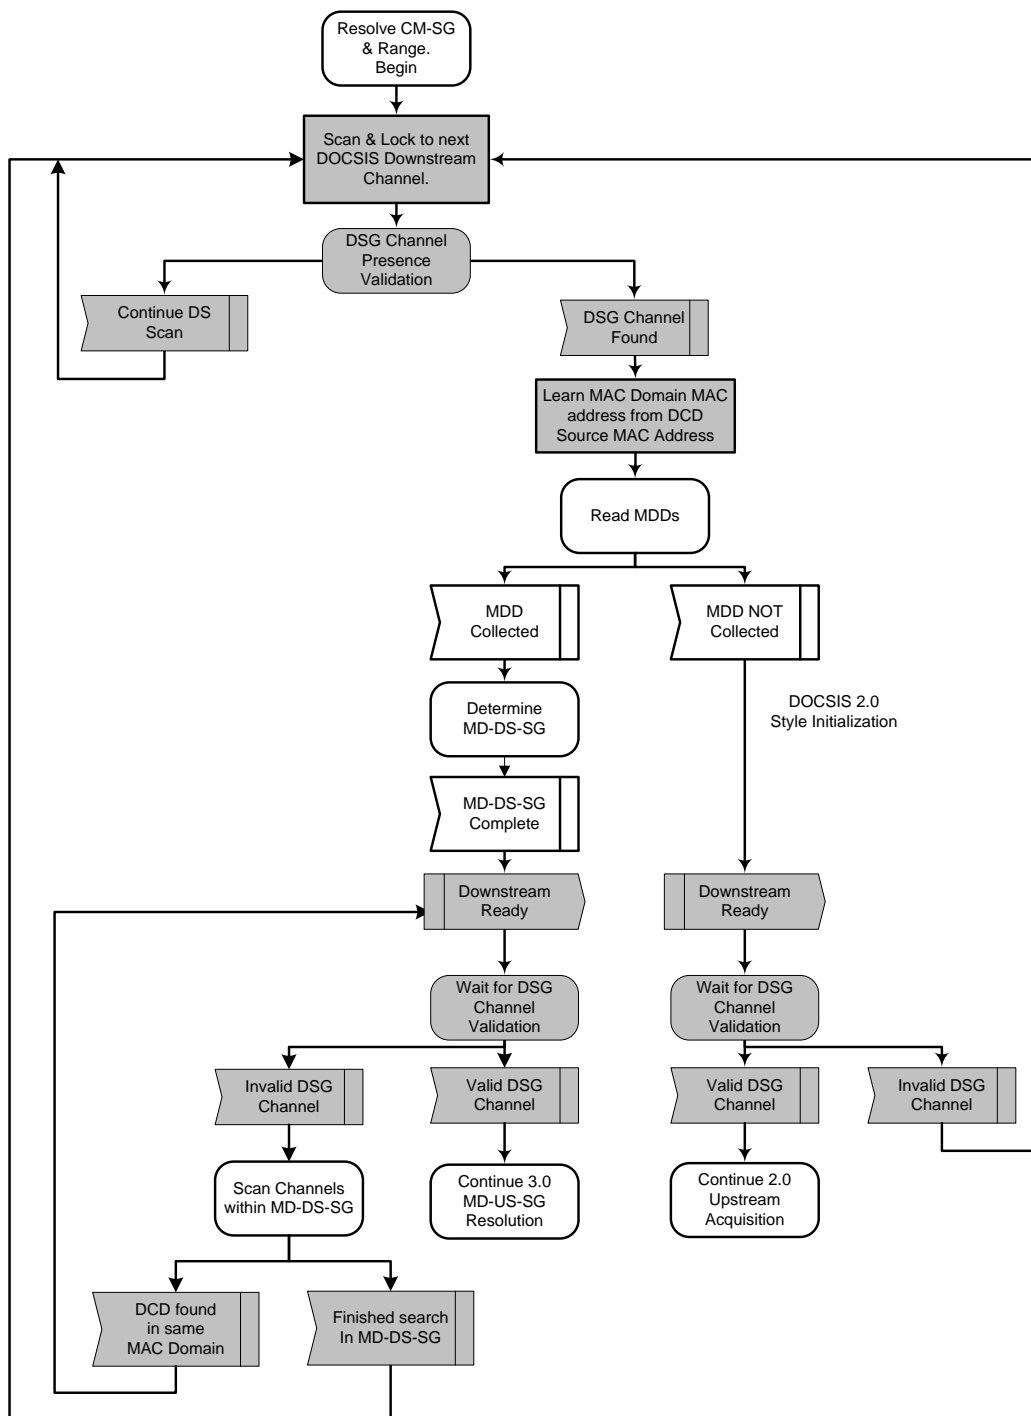 Resolve CM-SG
& Range.
Begin
Scan & Lock to next
DOCSIS Downstream
Channel.
DSG Channel
Presence
Validation
Continue DS
Scan
DSG Channel
Found
Learn MAC Domain MAC
address from DCD
Source MAC Address
Read MDDs
MDD
Collected
MDD NOT
Collected
Determine
MD-DS-SG
DOCSIS 2.0
Style Initialization
MD-DS-SG
Complete
Downstream
Ready
Downstream
Ready
Wait for DSG
Channel
Validation
Wait for DSG
Channel
Validation
Invalid DSG
Channel
Valid DSG
Channel
Valid DSG
Channel
Invalid DSG
Channel
Scan Channels
within MD-DS-SG
Continue 3.0
MD-US-SG
Resolution
Continue 2.0
Upstream
Acquisition
DCD found
in same
MAC Domain
Finished search
In MD-DS-SG